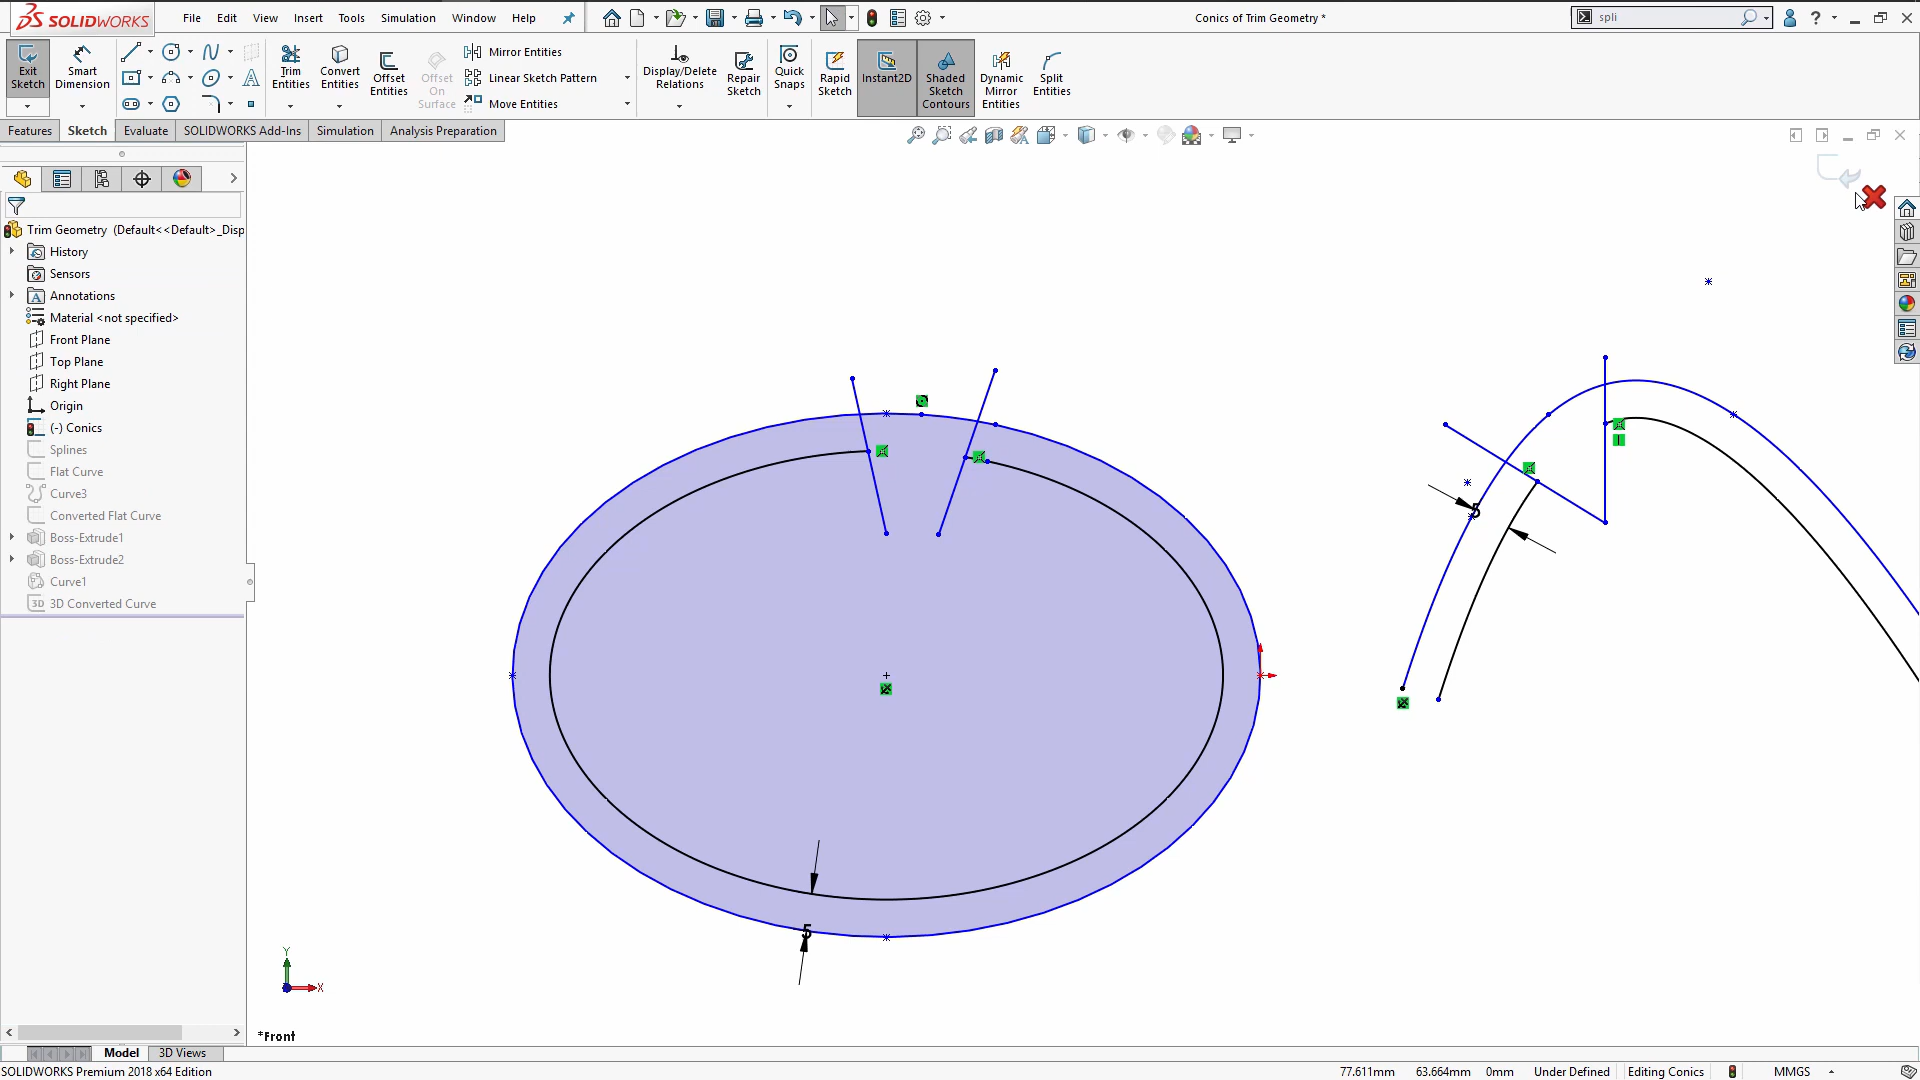 SOLIDWORKS
File Edit View Insert Tools Simulation Window Help
Conics of Trim Geometry *
spli
Exit Sketch
Smart Dimension
Trim Entities
Convert Entities
Offset Entities
Offset On Surface
Mirror Entities
Linear Sketch Pattern
Move Entities
Display/Delete Relations
Repair Sketch
Quick Snaps
Rapid Sketch
Instant2D
Shaded Sketch Contours
Dynamic Mirror Entities
Split Entities
Features Sketch Evaluate SOLIDWORKS Add-Ins Simulation Analysis Preparation
Trim Geometry (Default<<Default>_Disp
History
Sensors
Annotations
Material <not specified>
Front Plane
Top Plane
Right Plane
Origin
(-) Conics
Splines
Flat Curve
Curve3
Converted Flat Curve
Boss-Extrude1
Boss-Extrude2
Curve1
3D Converted Curve
5
5
Y
X
*Front
Model 3D Views
SOLIDWORKS Premium 2018 x64 Edition
77.611mm 63.664mm 0mm Under Defined Editing Conics MMGS